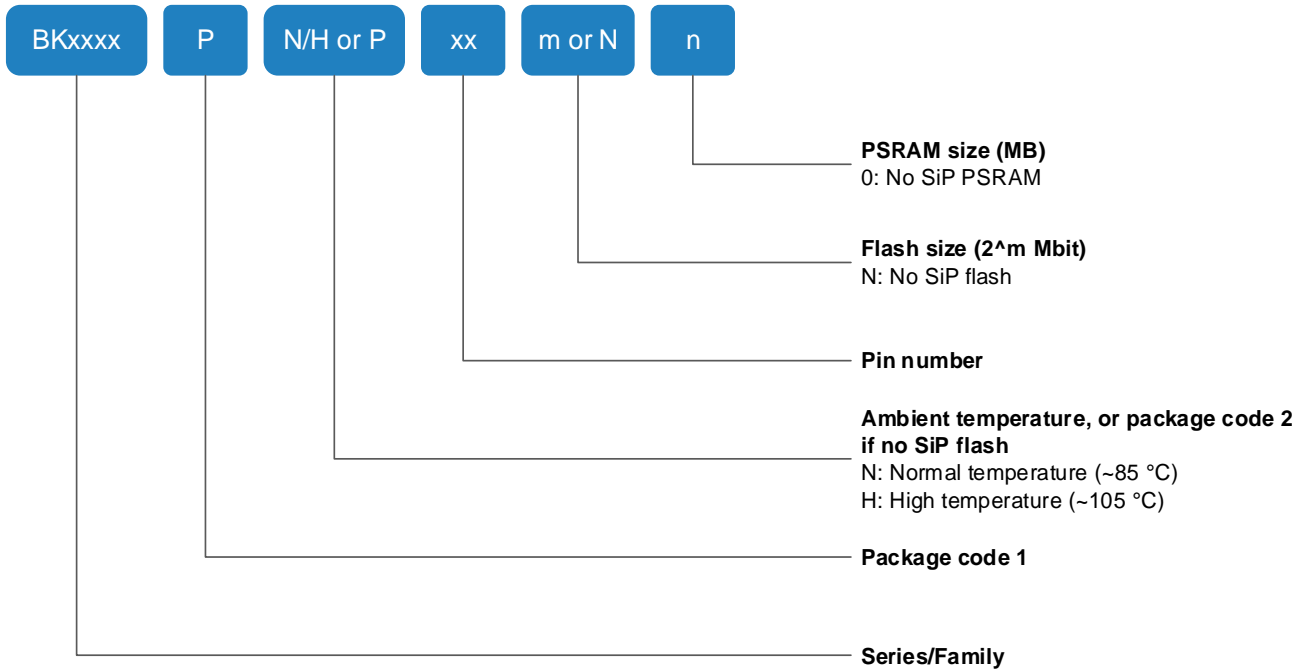 BKxxxx P N/H or P xx m or N n
PSRAM size (MB)
0: No SiP PSRAM
Flash size (2^m Mbit)
N: No SiP flash
Pin number
Ambient temperature, or package code 2
if no SiP flash
N: Normal temperature (~85 °C)
H: High temperature (~105 °C)
Package code 1
Series/Family